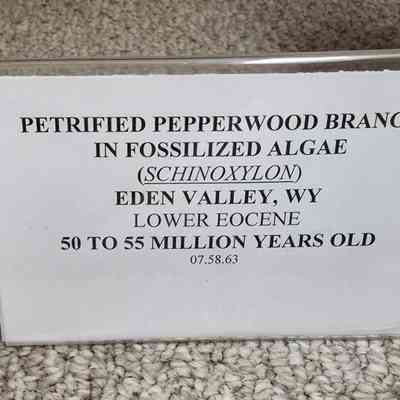 PETRIFIED PEPPERWOOD BRANC
IN FOSSILIZED ALGAE
(SCHINOXYLON)
EDEN VALLEY, WY
LOWER EOCENE
50 TO 55 MILLION YEARS OLD
07.58.63